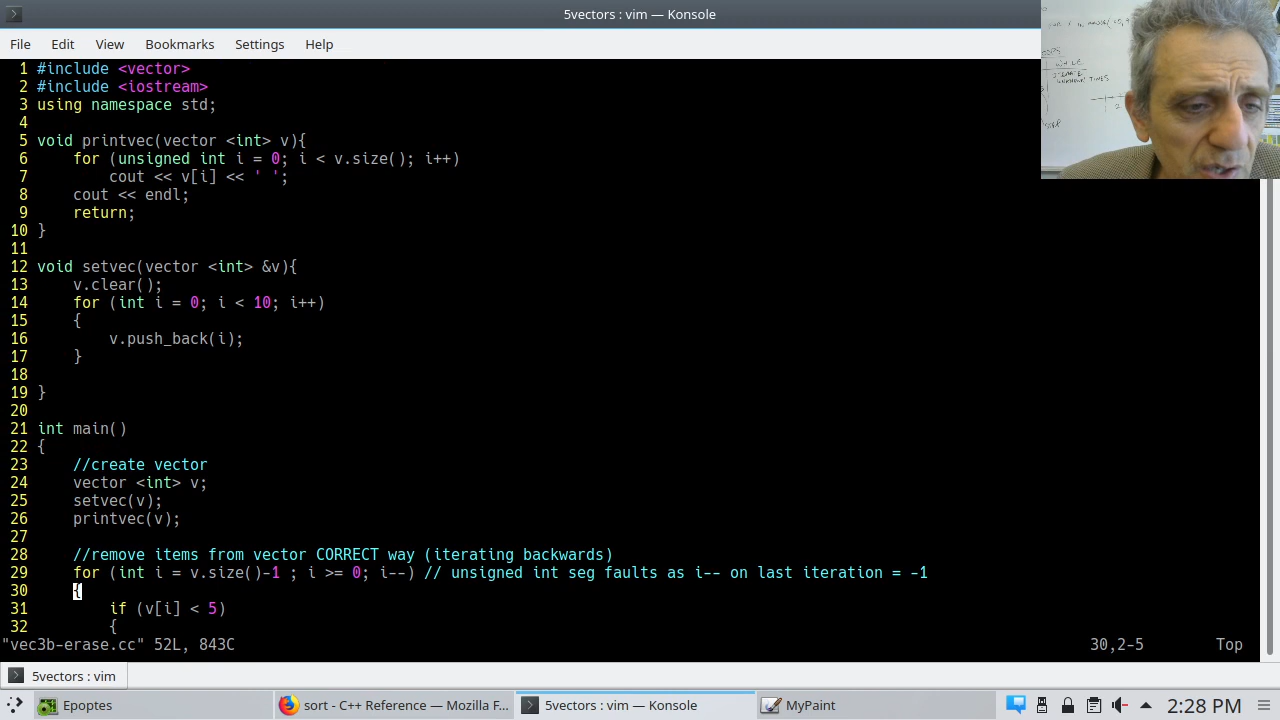 5vectors : vim — Konsole
File Edit View Bookmarks Settings Help
1 #include <vector>
2 #include <iostream>
3 using namespace std;
4
5 void printvec(vector <int> v){
6     for (unsigned int i = 0; i < v.size(); i++)
7         cout << v[i] << ' ';
8     cout << endl;
9     return;
10 }
11
12 void setvec(vector <int> &v){
13     v.clear();
14     for (int i = 0; i < 10; i++)
15     {
16         v.push_back(i);
17     }
18
19 }
20
21 int main()
22 {
23     //create vector
24     vector <int> v;
25     setvec(v);
26     printvec(v);
27
28     //remove items from vector CORRECT way (iterating backwards)
29     for (int i = v.size()-1 ; i >= 0; i--) // unsigned int seg faults as i-- on last iteration = -1
30     {
31         if (v[i] < 5)
32         {
"vec3b-erase.cc" 52L, 843C 30,2-5 Top
5vectors : vim
Epoptes
sort - C++ Reference — Mozilla F...
5vectors : vim — Konsole
MyPaint
2:28 PM